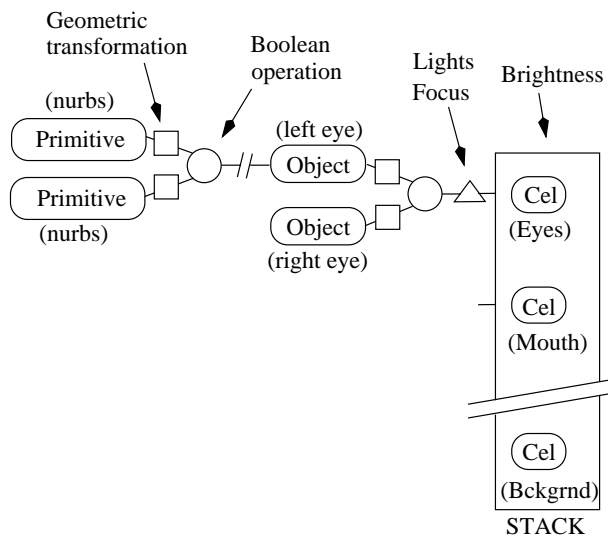 Geometric
transformation
Boolean
operation
Lights
Focus
Brightness
(nurbs)
Primitive
Primitive
(nurbs)
(left eye)
Object
Object
(right eye)
Cel
(Eyes)
Cel
(Mouth)
Cel
(Bckgrnd)
STACK